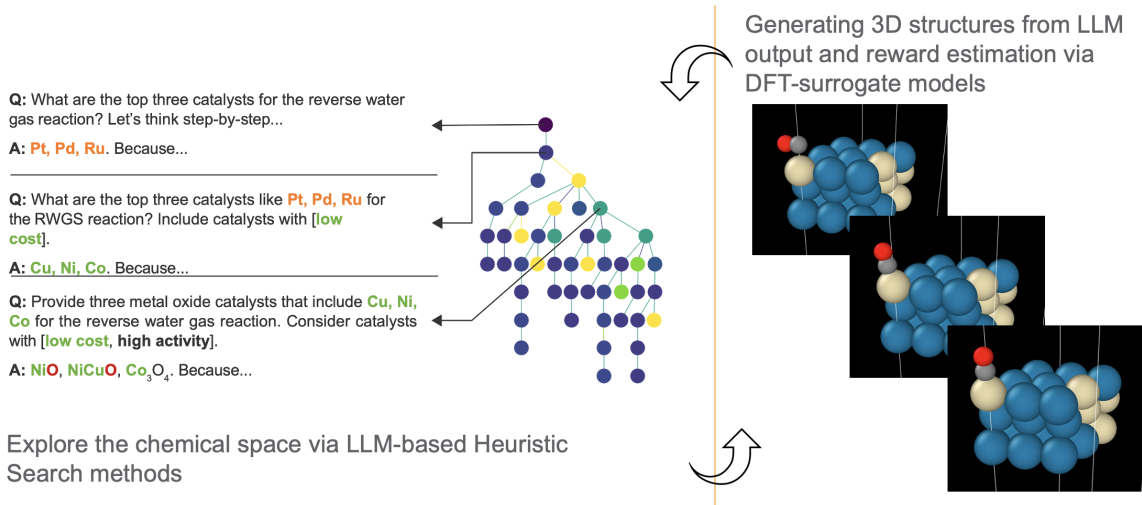 Q: What are the top three catalysts for the reverse water
gas reaction? Let's think step-by-step...
A: Pt, Pd, Ru. Because...
Q: What are the top three catalysts like Pt, Pd, Ru for
the RWGS reaction? Include catalysts with [low
cost].
A: Cu, Ni, Co. Because...
Q: Provide three metal oxide catalysts that include Cu, Ni,
Co for the reverse water gas reaction. Consider catalysts
with [low cost, high activity].
A: NiO, NiCuO, Co3O4. Because...
Explore the chemical space via LLM-based Heuristic
Search methods
Generating 3D structures from LLM
output and reward estimation via
DFT-surrogate models